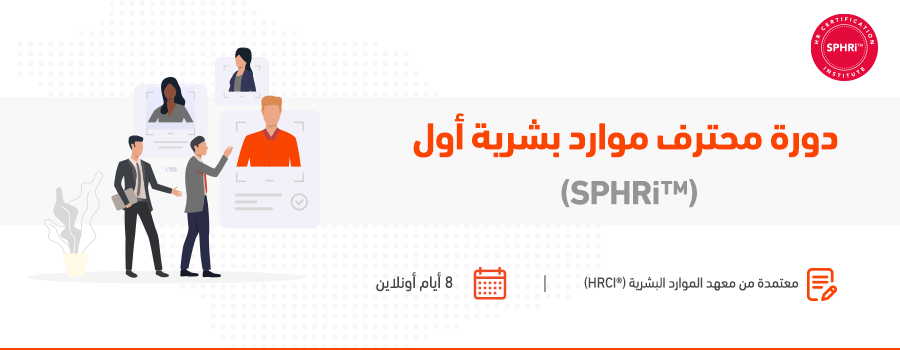 HR CERTIFICATION
SPHRi™
INSTITUTE
دورة محترف موارد بشرية أول
(SPHRi™)
معتمدة من معهد الموارد البشرية (HRCI®) | 8 أيام أونلاين